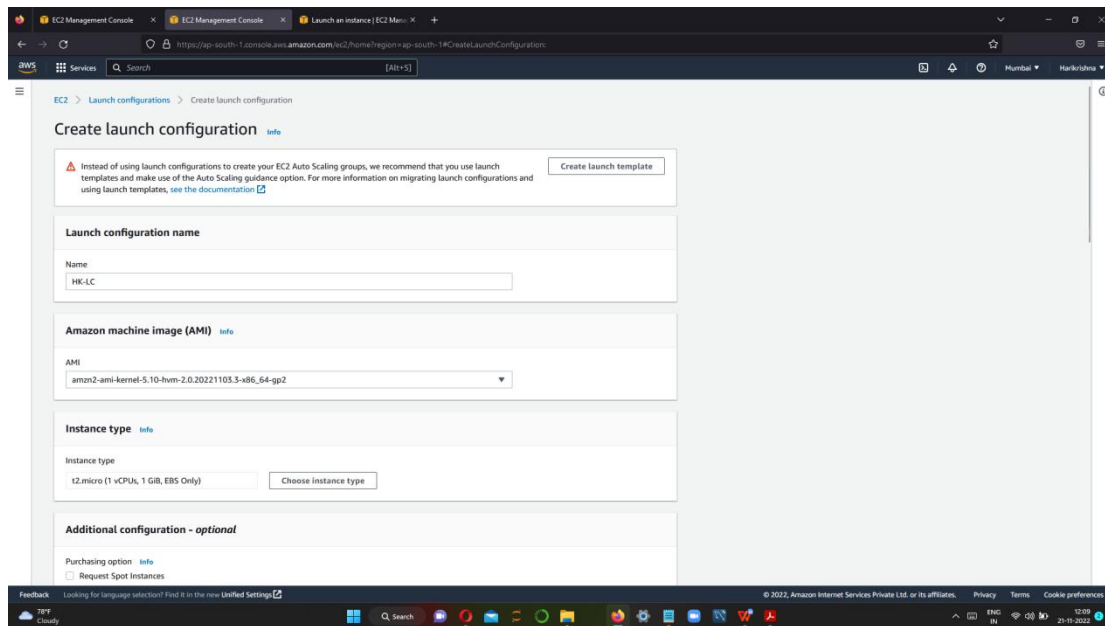 EC2 Management Console
EC2 Management Console
Launch an instance | EC2 Mana
https://ap-south-1.console.aws.amazon.com/ec2/home?region=ap-south-1#CreateLaunchConfiguration:
aws
Services
Search
[Alt+S]
Mumbai
Harikrishna
EC2 > Launch configurations > Create launch configuration
Create launch configuration Info
Instead of using launch configurations to create your EC2 Auto Scaling groups, we recommend that you use launch
templates and make use of the Auto Scaling guidance option. For more information on migrating launch configurations and
using launch templates, see the documentation
Create launch template
Launch configuration name
Name
HK-LC
Amazon machine image (AMI) Info
AMI
amzn2-ami-kernel-5.10-hvm-2.0.20221103.3-x86_64-gp2
Instance type Info
Instance type
t2.micro (1 vCPUs, 1 GiB, EBS Only)
Choose instance type
Additional configuration - optional
Purchasing option Info
Request Spot Instances
Feedback
Looking for language selection? Find it in the new Unified Settings
© 2022, Amazon Internet Services Private Ltd. or its affiliates.
Privacy
Terms
Cookie preferences
78°F
Cloudy
Search
ENG
IN
12:09
21-11-2022